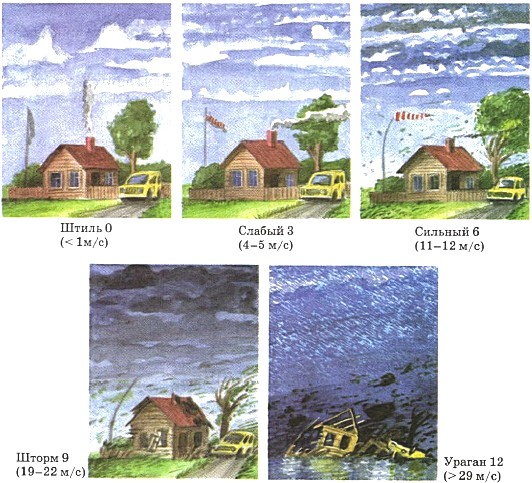 Штиль 0
(< 1м/с)
Слабый 3
(4–5 м/с)
Сильный 6
(11–12 м/с)
Шторм 9
(19–22 м/с)
Ураган 12
(> 29 м/с)